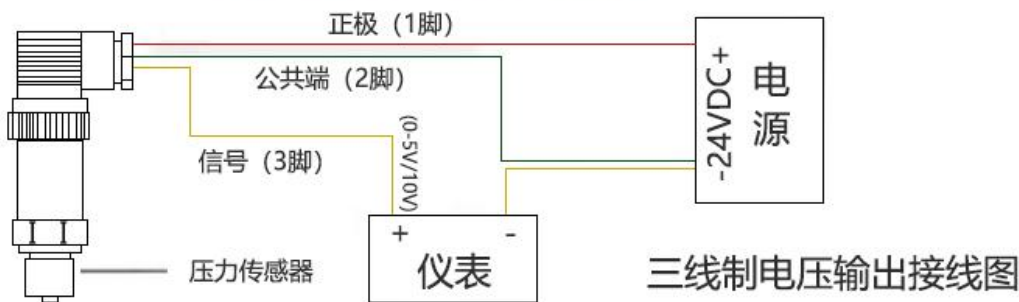 正极（1脚）
公共端（2脚）
信号（3脚）
(0-5V/10V)
-24VDC+
电源
+ -
仪表
压力传感器
三线制电压输出接线图